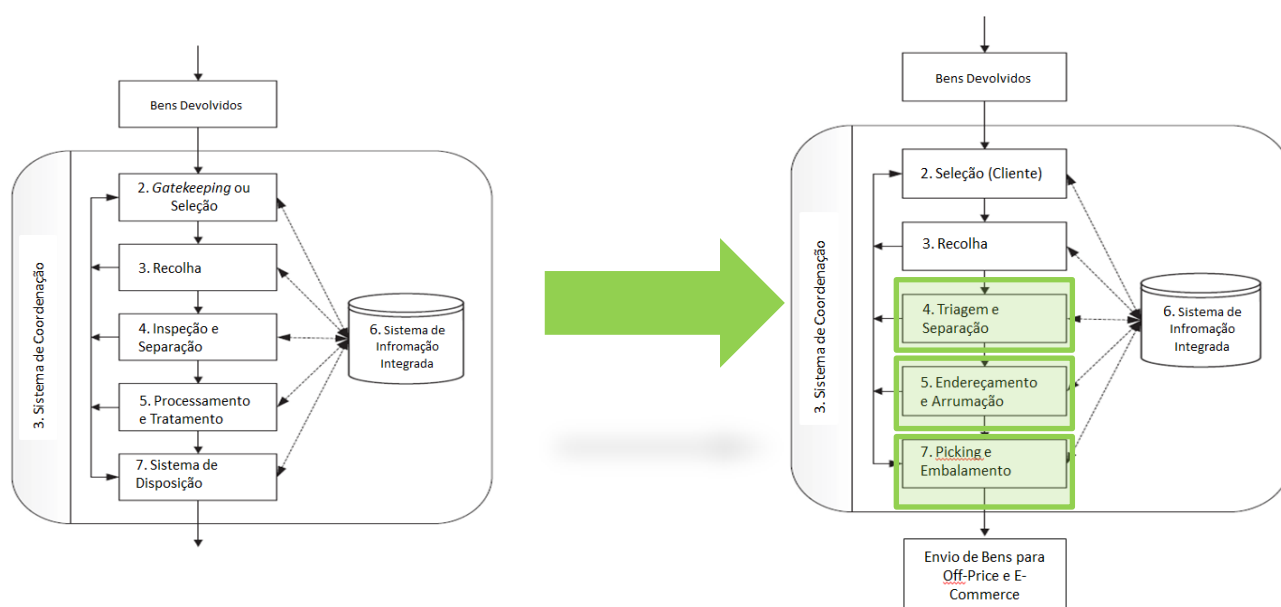 Bens Devolvidos
3. Sistema de Coordenação
2. Gatekeeping ou
Seleção
3. Recolha
4. Inspeção e
Separação
5. Processamento
e Tratamento
7. Sistema de
Disposição
6. Sistema de
Infromação
Integrada
Bens Devolvidos
3. Sistema de Coordenação
2. Seleção (Cliente)
3. Recolha
4. Triagem e
Separação
5. Endereçamento
e Arrumação
7. Picking e
Embalamento
6. Sistema de
Infromação
Integrada
Envio de Bens para
Off-Price e E-
Commerce